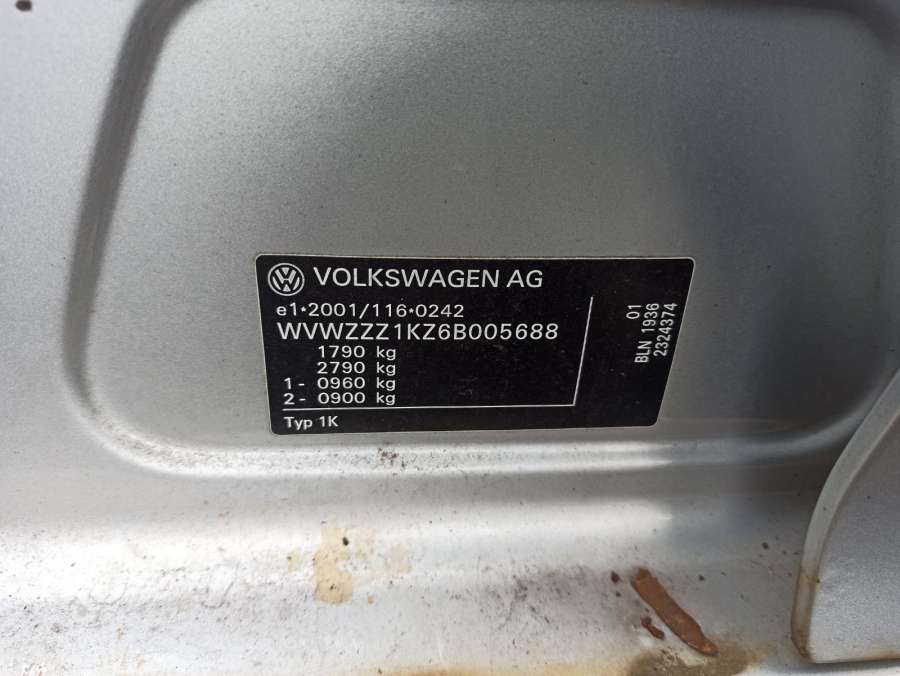 VOLKSWAGEN AG
e1*2001/116*0242
WVWZZZ1KZ6B005688
1790 kg
2790 kg
1- 0960 kg
2- 0900 kg
Typ 1K
01
BLN 1936
2324374